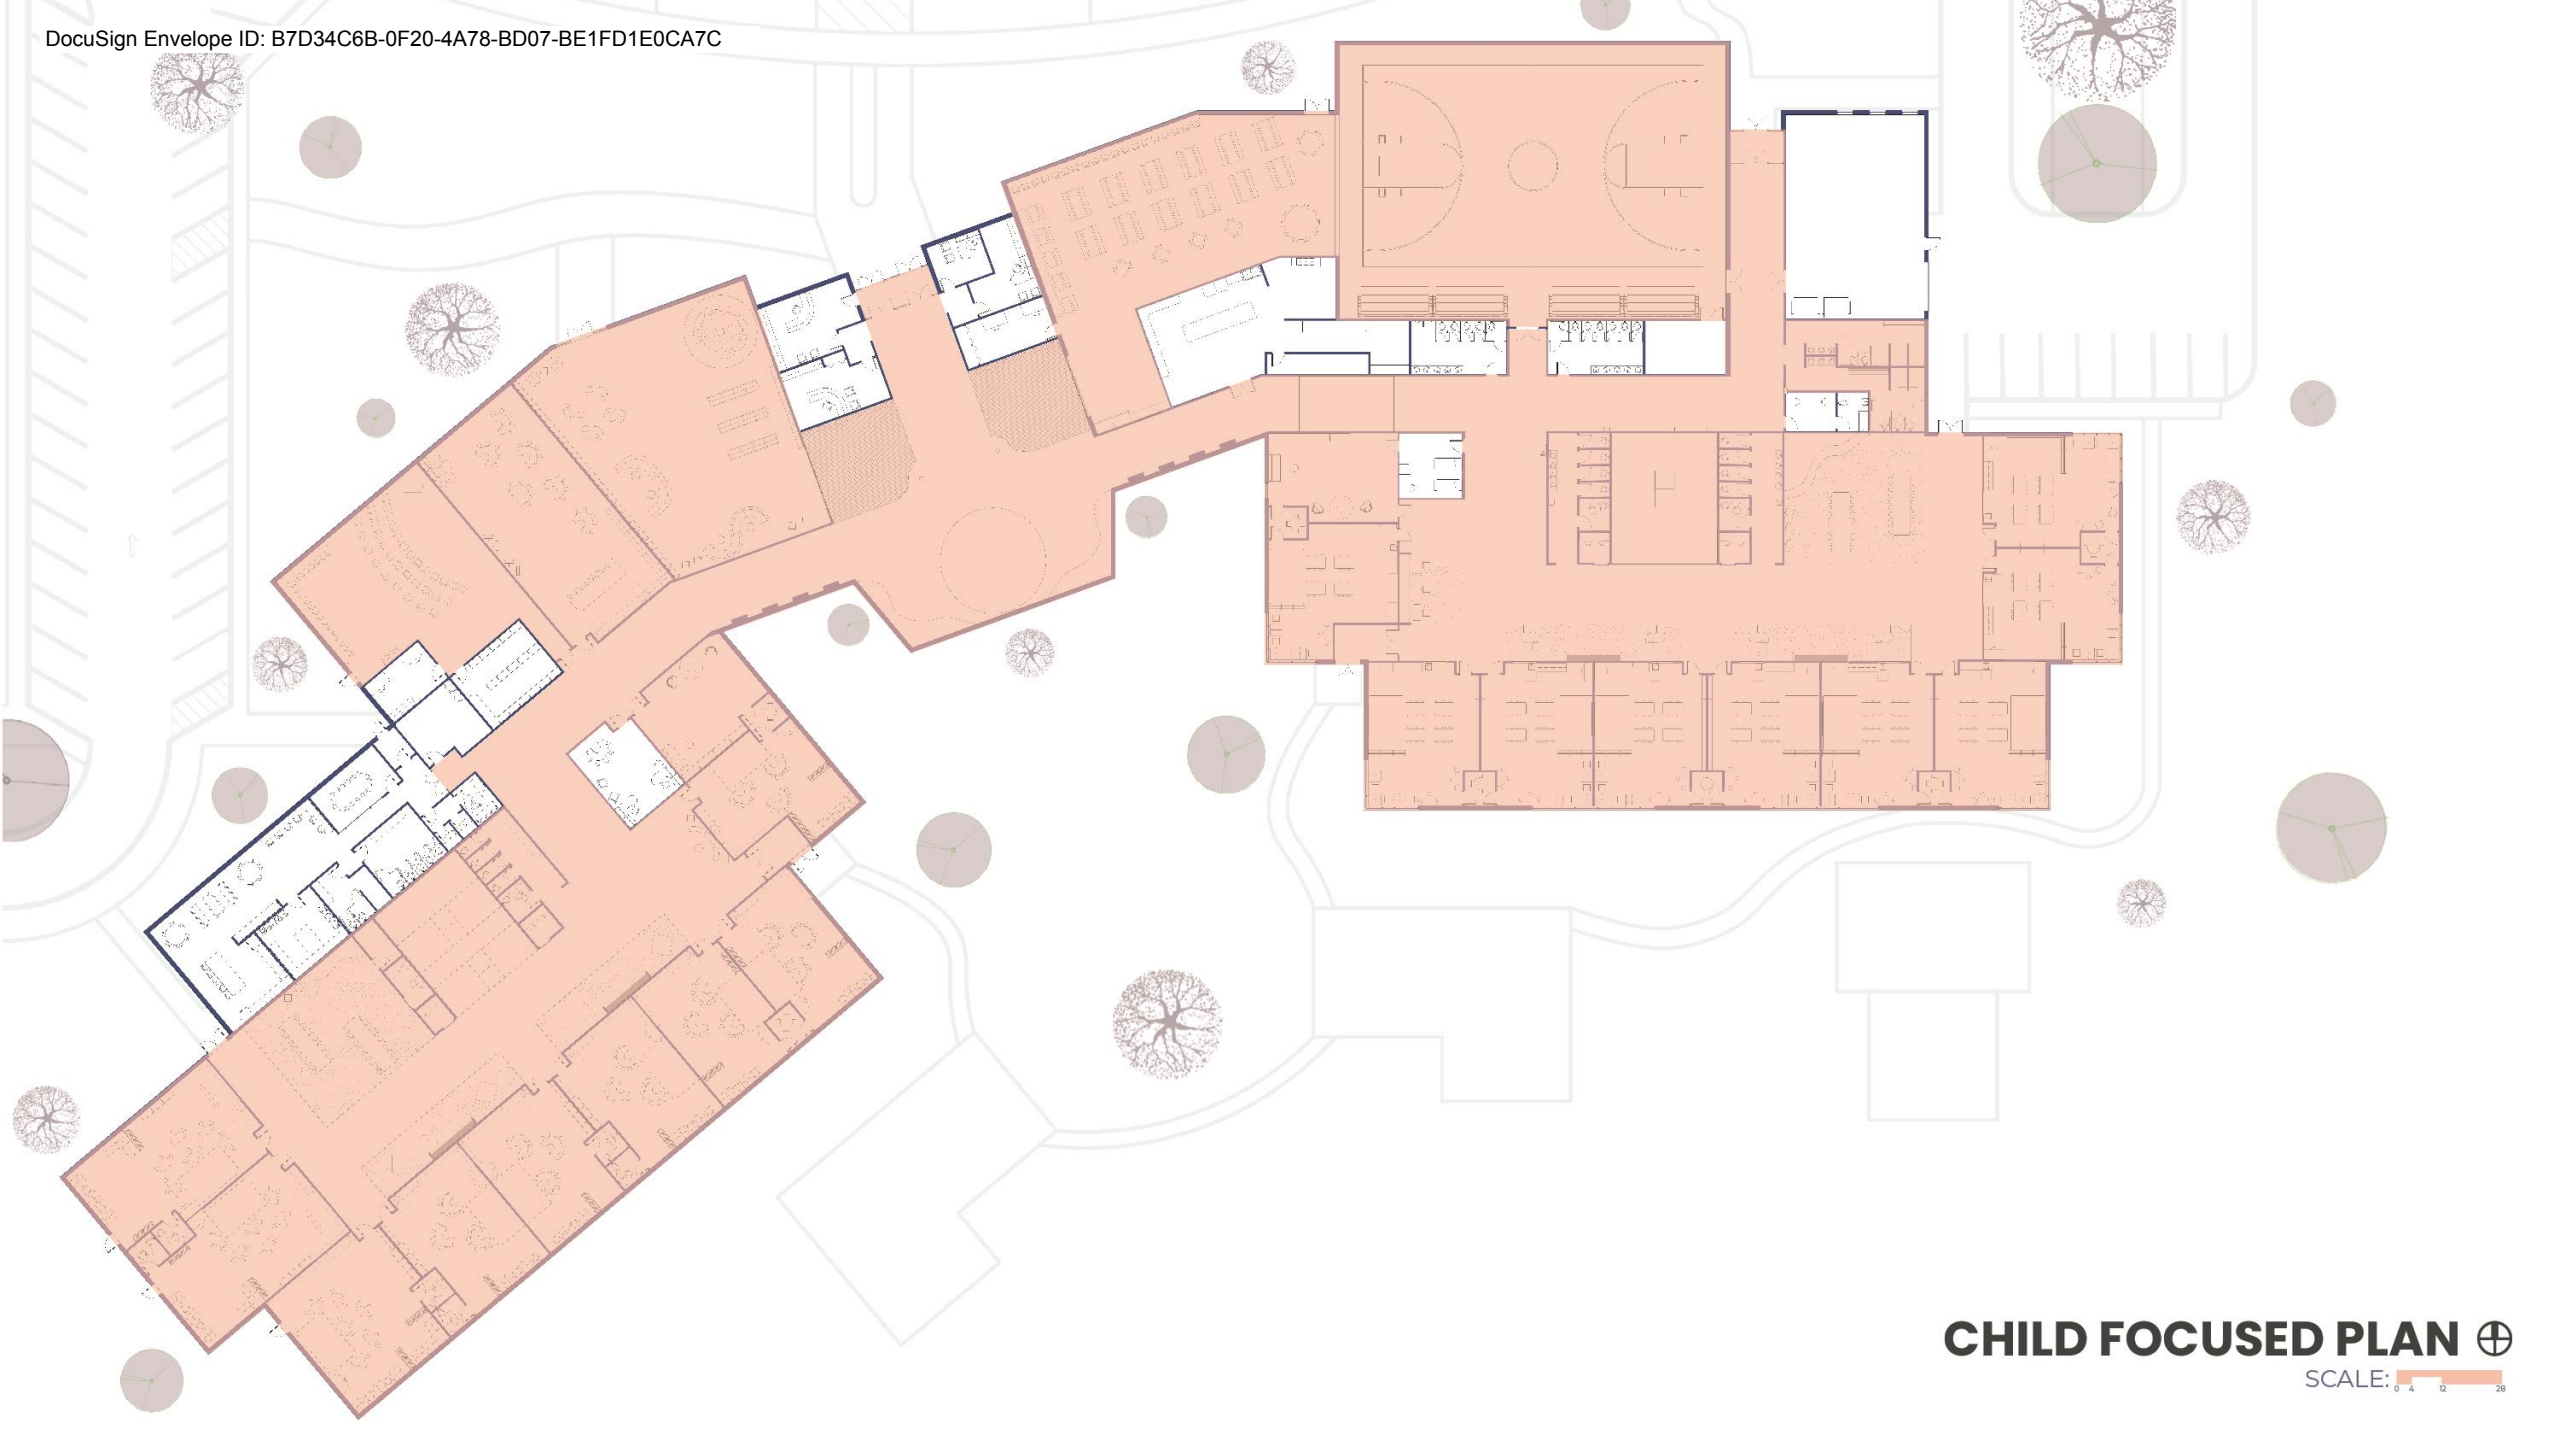 DocuSign Envelope ID: B7D34C6B-0F20-4A78-BD07-BE1FD1E0CA7C
CHILD FOCUSED PLAN
SCALE:
0 4 12 28